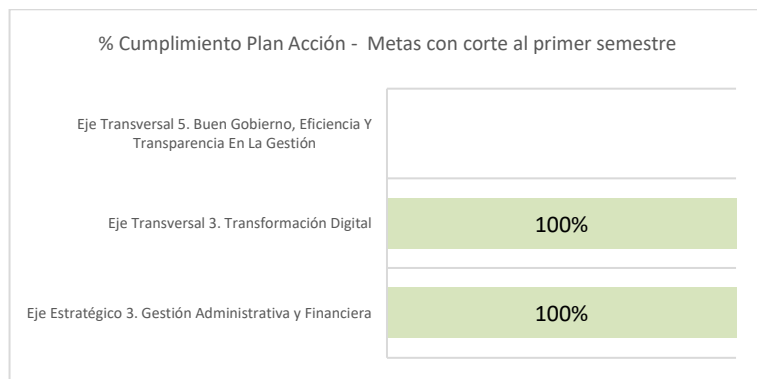 % Cumplimiento Plan Acción - Metas con corte al primer semestre
Eje Transversal 5. Buen Gobierno, Eficiencia Y
Transparencia En La Gestión
Eje Transversal 3. Transformación Digital
100%
Eje Estratégico 3. Gestión Administrativa y Financiera
100%